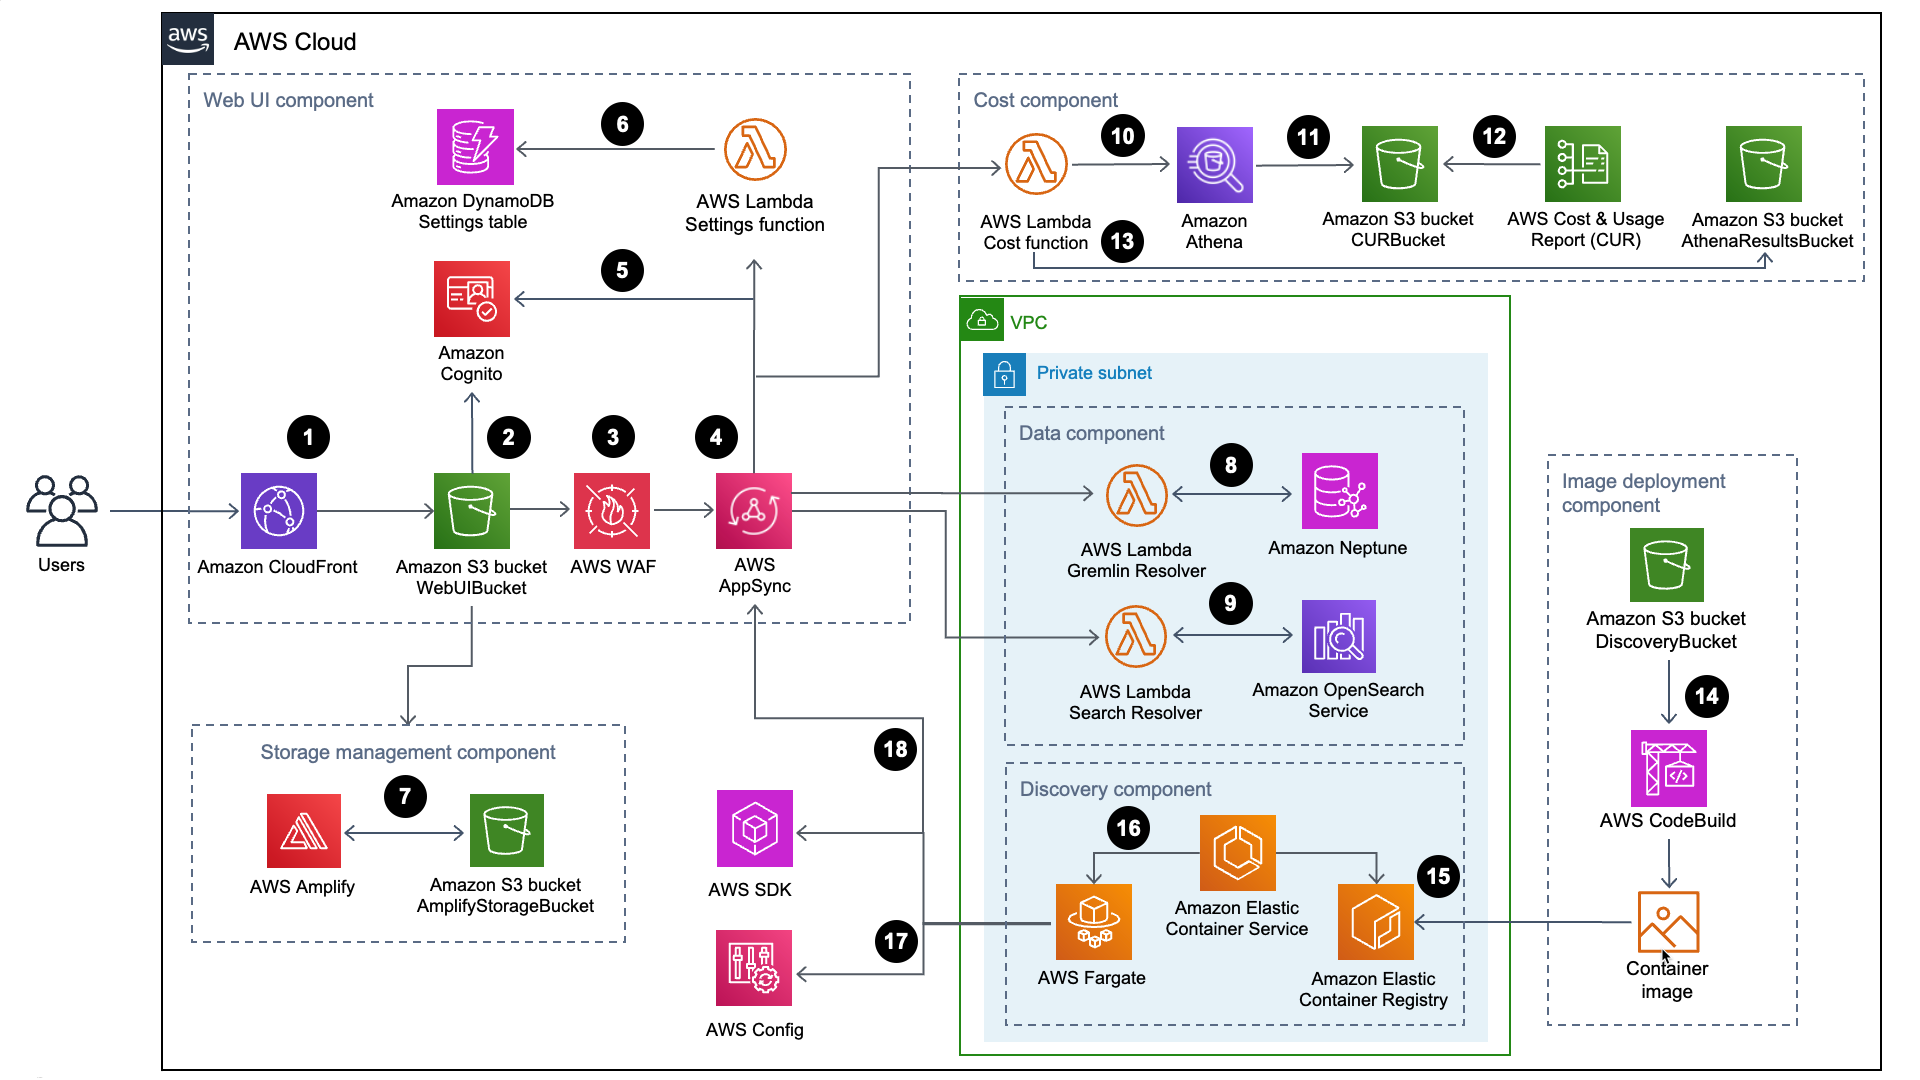 aws
AWS Cloud
Web UI component
6
Amazon DynamoDB
Settings table
AWS Lambda
Settings function
5
Amazon
Cognito
1
2
3
4
Users
Amazon CloudFront
Amazon S3 bucket
WebUIBucket
AWS WAF
AWS
AppSync
Cost component
10
11
12
AWS Lambda
Cost function
13
Amazon
Athena
Amazon S3 bucket
CURBucket
AWS Cost & Usage
Report (CUR)
Amazon S3 bucket
AthenaResultsBucket
VPC
Private subnet
Data component
8
AWS Lambda
Gremlin Resolver
Amazon Neptune
9
AWS Lambda
Search Resolver
Amazon OpenSearch
Service
Image deployment
component
Amazon S3 bucket
DiscoveryBucket
14
AWS CodeBuild
Container
image
Storage management component
7
AWS Amplify
Amazon S3 bucket
AmplifyStorageBucket
18
AWS SDK
17
AWS Config
Discovery component
16
15
Amazon Elastic
Container Service
AWS Fargate
Amazon Elastic
Container Registry